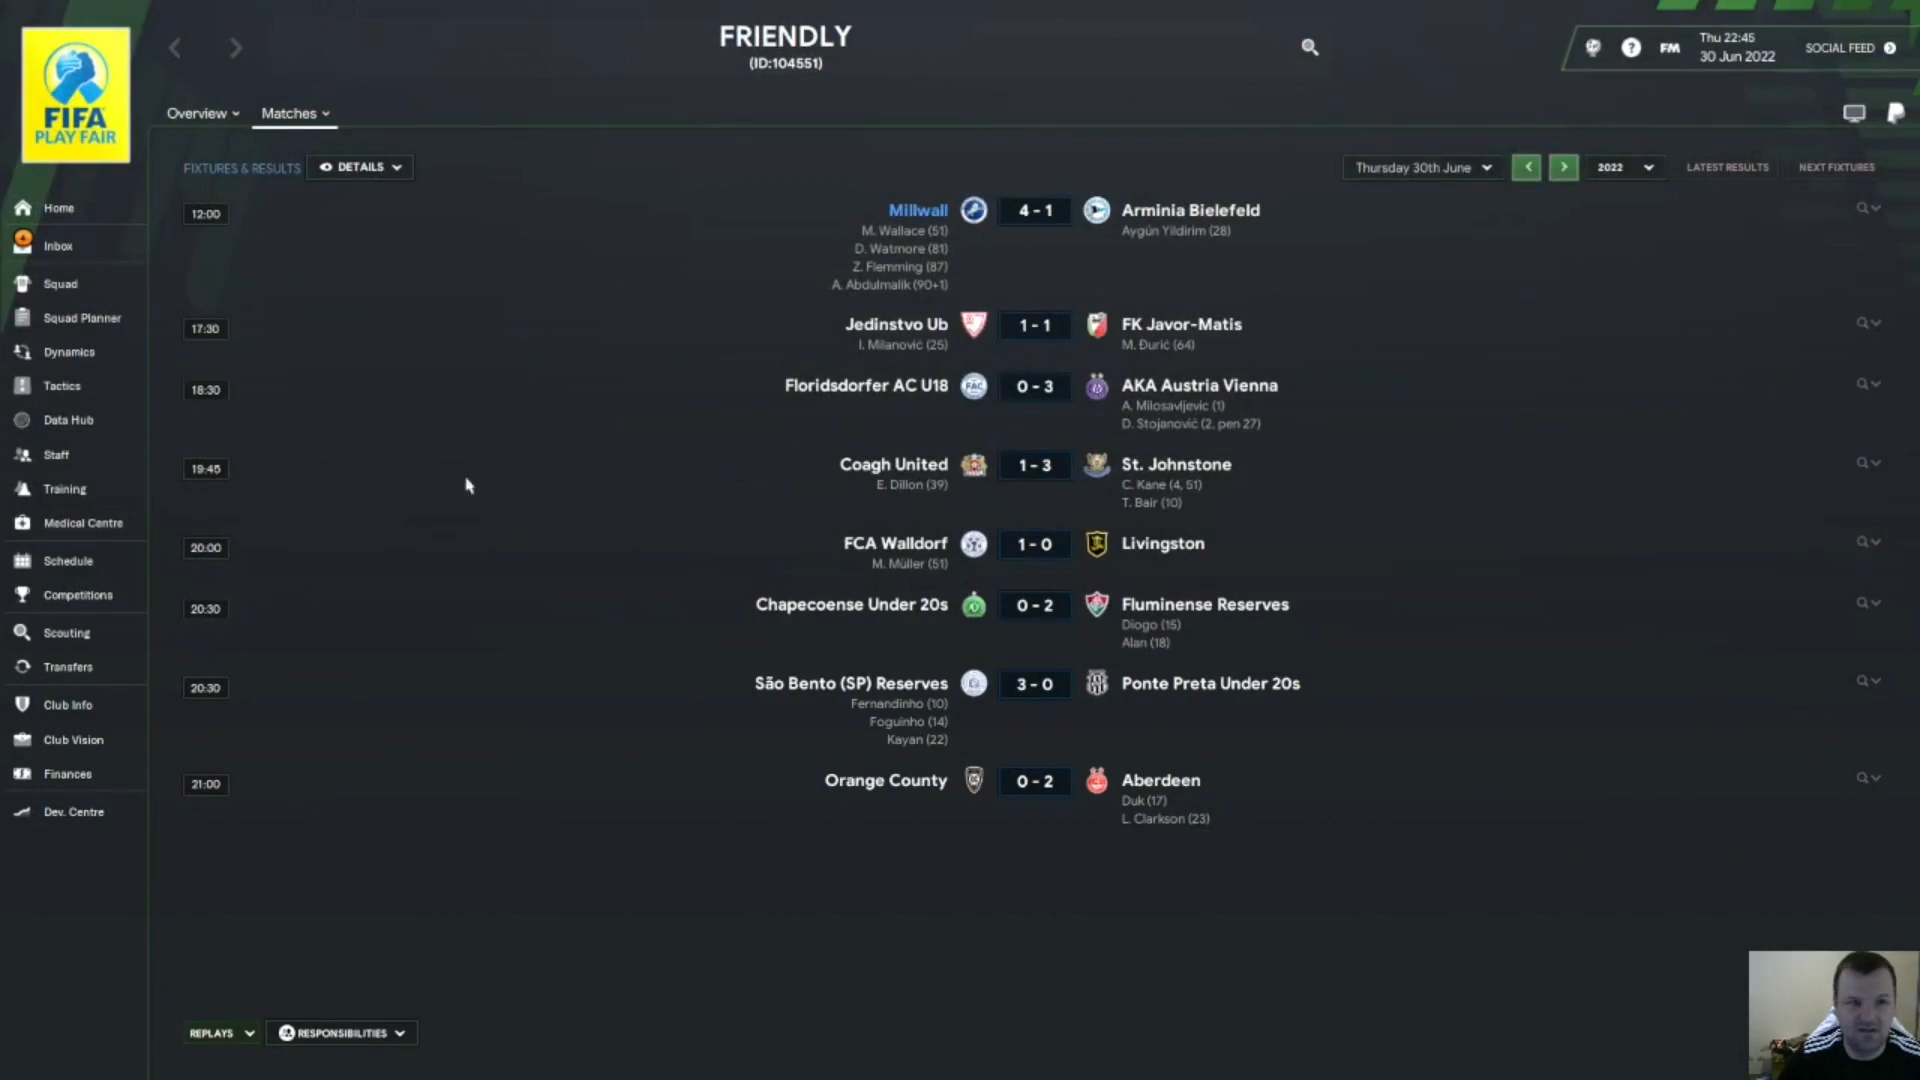 FRIENDLY
(ID:104551)
FM
Thu 22:45
30 Jun 2022
SOCIAL FEED
FIFA
PLAY FAIR
Overview
Matches
FIXTURES & RESULTS
DETAILS
Thursday 30th June
2022
LATEST RESULTS
NEXT FIXTURES
Home
Inbox
Squad
Squad Planner
Dynamics
Tactics
Data Hub
Staff
Training
Medical Centre
Schedule
Competitions
Scouting
Transfers
Club Info
Club Vision
Finances
Dev. Centre
12:00
Millwall 4 - 1 Arminia Bielefeld
M. Wallace (51) Aygün Yildirim (28)
D. Watmore (81)
Z. Flemming (87)
A. Abdulmalik (90+1)
17:30
Jedinstvo Ub 1 - 1 FK Javor-Matis
I. Milanović (25) M. Đurić (64)
18:30
Floridsdorfer AC U18 0 - 3 AKA Austria Vienna
A. Milosavljevic (1)
D. Stojanović (2, pen 27)
19:45
Coagh United 1 - 3 St. Johnstone
E. Dillon (39) C. Kane (4, 51)
T. Bair (10)
20:00
FCA Walldorf 1 - 0 Livingston
M. Müller (51)
20:30
Chapecoense Under 20s 0 - 2 Fluminense Reserves
Diogo (15)
Alan (18)
20:30
São Bento (SP) Reserves 3 - 0 Ponte Preta Under 20s
Fernandinho (10)
Foguinho (14)
Kayan (22)
21:00
Orange County 0 - 2 Aberdeen
Duk (17)
L. Clarkson (23)
REPLAYS
RESPONSIBILITIES